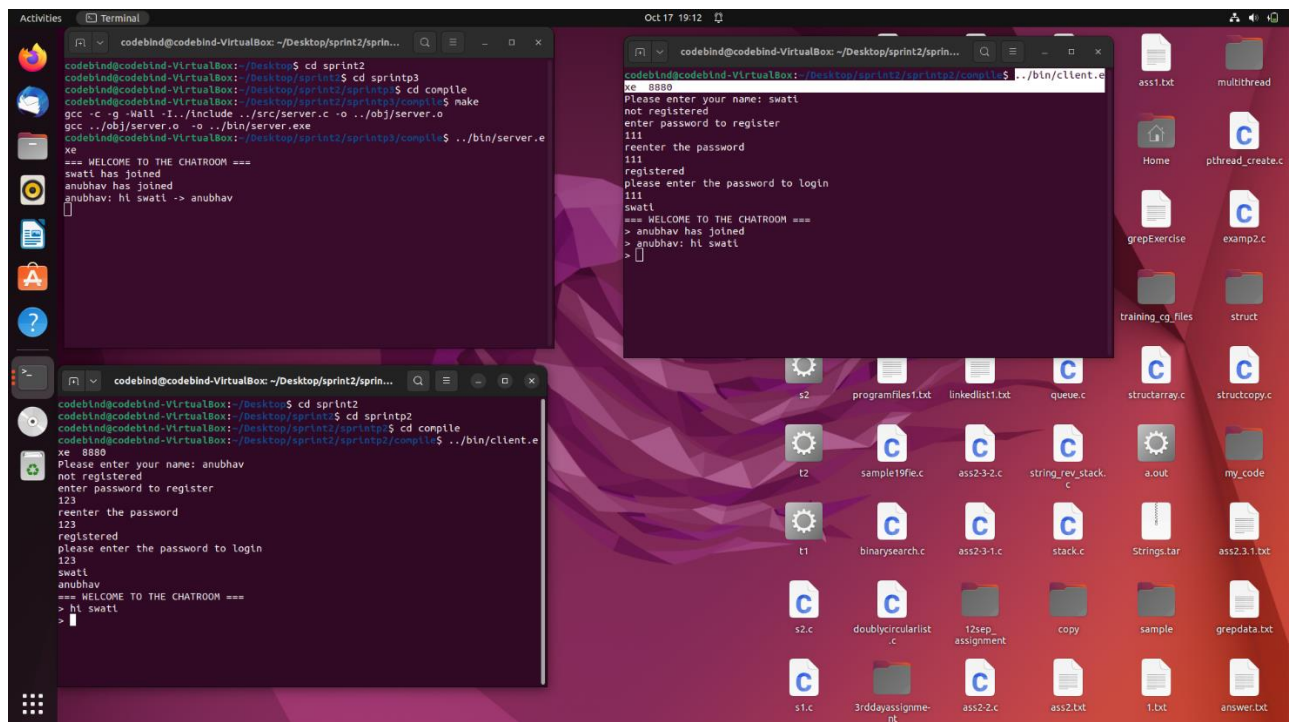 Activities
Terminal
Oct 17 19:12
codebind@codebind-VirtualBox: ~/Desktop/sprint2/sprin...
codebind@codebind-VirtualBox:~/Desktop$ cd sprint2
codebind@codebind-VirtualBox:~/Desktop/sprint2$ cd sprintp3
codebind@codebind-VirtualBox:~/Desktop/sprint2/sprintp3$ cd compile
codebind@codebind-VirtualBox:~/Desktop/sprint2/sprintp3/compile$ make
gcc -c -g -Wall -I../include ../src/server.c -o ../obj/server.o
gcc ../obj/server.o -o ../bin/server.exe
codebind@codebind-VirtualBox:~/Desktop/sprint2/sprintp3/compile$ ../bin/server.e
xe
=== WELCOME TO THE CHATROOM ===
swati has joined
anubhav has joined
anubhav: hi swati -> anubhav
codebind@codebind-VirtualBox: ~/Desktop/sprint2/sprin...
codebind@codebind-VirtualBox:~/Desktop/sprint2/sprintp2/compile$ ../bin/client.e
xe 8880
Please enter your name: swati
not registered
enter password to register
111
reenter the password
111
registered
please enter the password to login
111
swati
=== WELCOME TO THE CHATROOM ===
> anubhav has joined
> anubhav: hi swati
>
codebind@codebind-VirtualBox: ~/Desktop/sprint2/sprin...
codebind@codebind-VirtualBox:~/Desktop$ cd sprint2
codebind@codebind-VirtualBox:~/Desktop/sprint2$ cd sprintp2
codebind@codebind-VirtualBox:~/Desktop/sprint2/sprintp2$ cd compile
codebind@codebind-VirtualBox:~/Desktop/sprint2/sprintp2/compile$ ../bin/client.e
xe 8880
Please enter your name: anubhav
not registered
enter password to register
123
reenter the password
123
registered
please enter the password to login
123
swati
anubhav
=== WELCOME TO THE CHATROOM ===
> hi swati
>
ass1.txt
multithread
Home
pthread_create.c
grepExercise
examp2.c
training_cg_files
struct
s2
programfiles1.txt
linkedlist1.txt
queue.c
structarray.c
structcopy.c
t2
sample19fie.c
ass2-3-2.c
string_rev_stack.
c
a.out
my_code
t1
binarysearch.c
ass2-3-1.c
stack.c
Strings.tar
ass2.3.1.txt
s2.c
doublycircularlist
.c
12sep_
assignment
copy
sample
grepdata.txt
s1.c
3rddayassignme-
nt
ass2-2.c
ass2.txt
1.txt
answer.txt